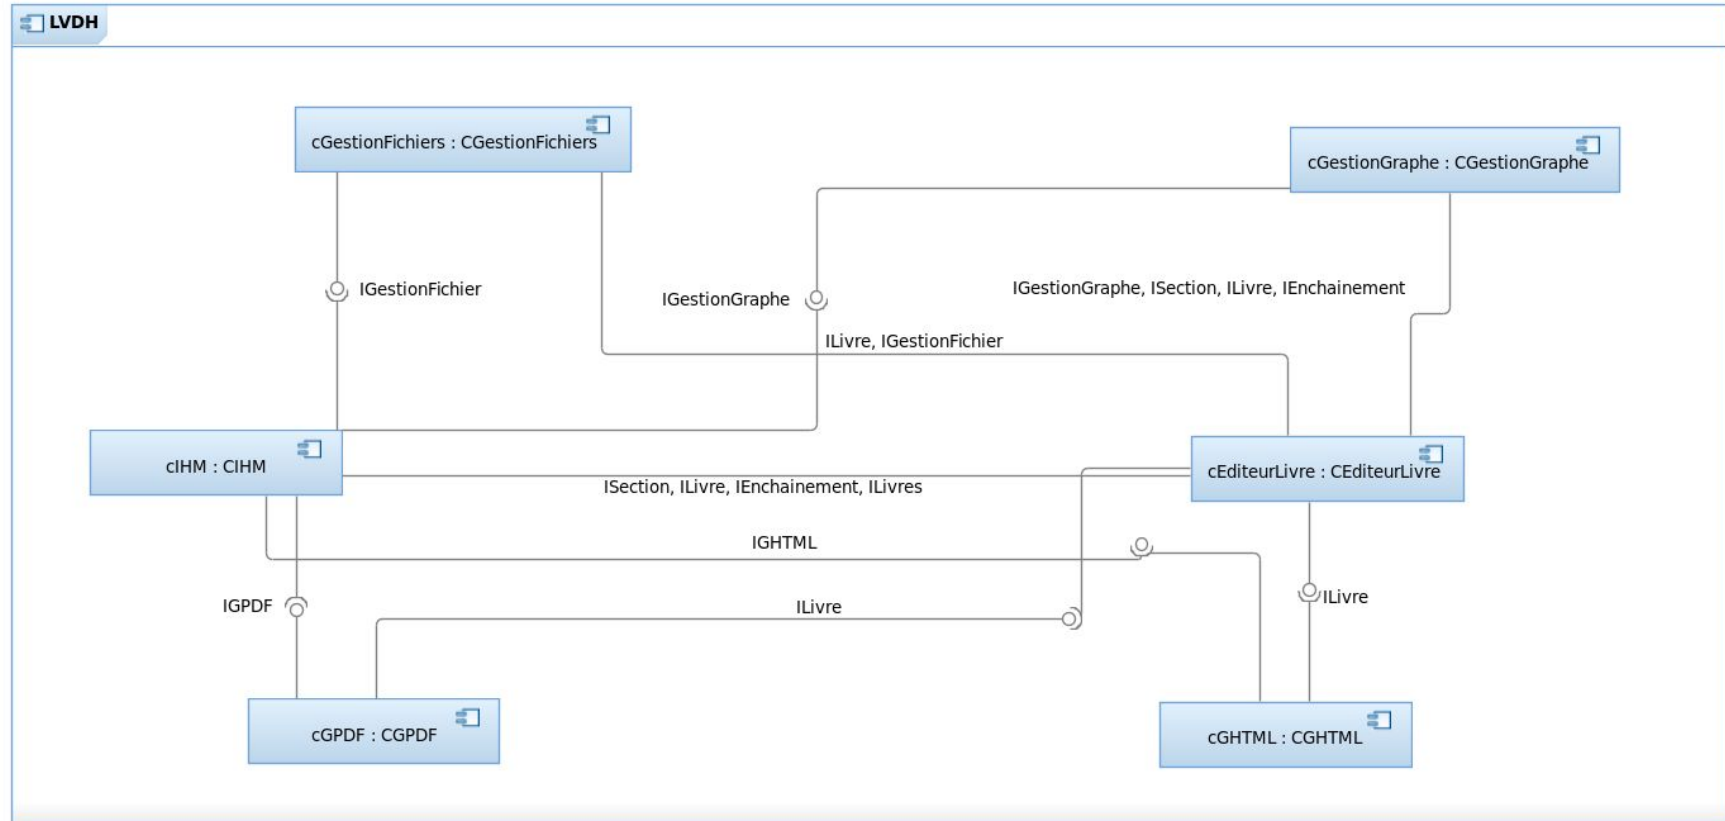 LVDH
cGestionFichiers : CGestionFichiers
cGestionGraphe : CGestionGraphe
IGestionFichier
IGestionGraphe
IGestionGraphe, ISection, ILivre, IEnchainement
ILivre, IGestionFichier
cIHM : CIHM
cEditeurLivre : CEditeurLivre
ISection, ILivre, IEnchainement, ILivres
IGHTML
IGPDF
ILivre
ILivre
cGPDF : CGPDF
cGHTML : CGHTML